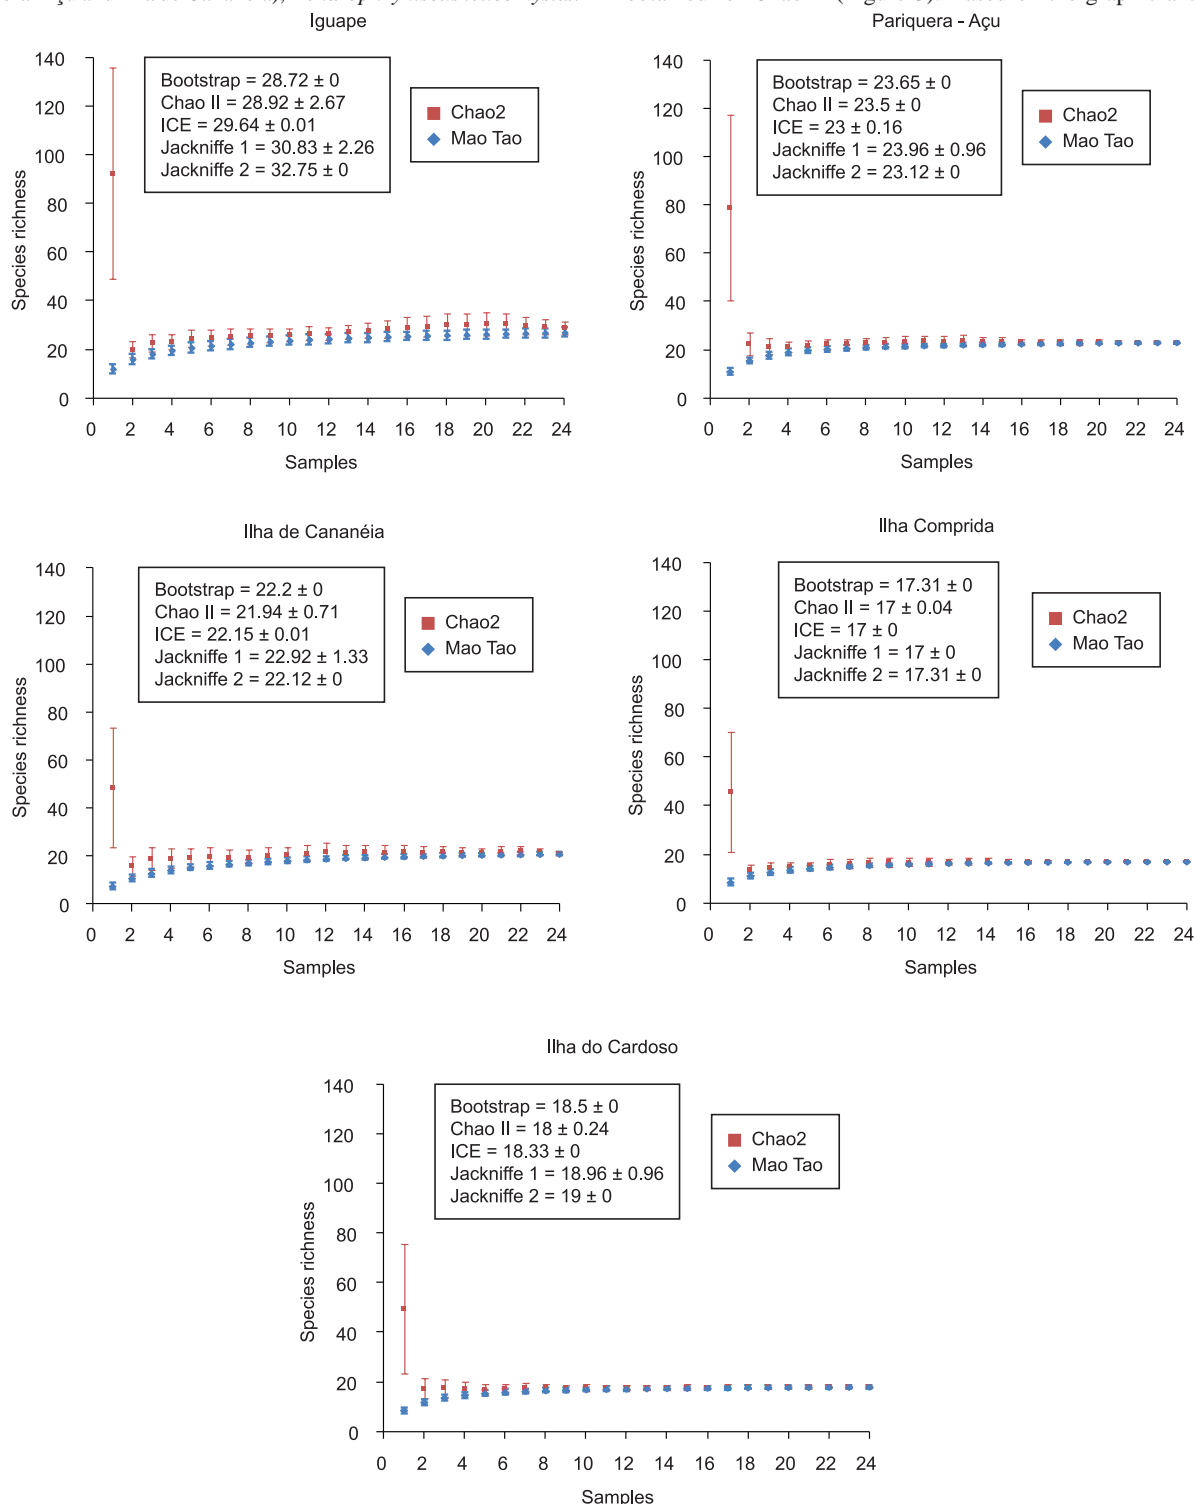 Iguape
140
120
100
80
60
40
20
0
Species richness
Bootstrap = 28.72 ± 0
Chao II = 28.92 ± 2.67
ICE = 29.64 ± 0.01
Jackniffe 1 = 30.83 ± 2.26
Jackniffe 2 = 32.75 ± 0
Chao2
Mao Tao
0 2 4 6 8 10 12 14 16 18 20 22 24
Samples
Pariquera - Açu
140
120
100
80
60
40
20
0
Species richness
Bootstrap = 23.65 ± 0
Chao II = 23.5 ± 0
ICE = 23 ± 0.16
Jackniffe 1 = 23.96 ± 0.96
Jackniffe 2 = 23.12 ± 0
Chao2
Mao Tao
0 2 4 6 8 10 12 14 16 18 20 22 24
Samples
Ilha de Cananéia
140
120
100
80
60
40
20
0
Species richness
Bootstrap = 22.2 ± 0
Chao II = 21.94 ± 0.71
ICE = 22.15 ± 0.01
Jackniffe 1 = 22.92 ± 1.33
Jackniffe 2 = 22.12 ± 0
Chao2
Mao Tao
0 2 4 6 8 10 12 14 16 18 20 22 24
Samples
Ilha Comprida
140
120
100
80
60
40
20
0
Species richness
Bootstrap = 17.31 ± 0
Chao II = 17 ± 0.04
ICE = 17 ± 0
Jackniffe 1 = 17 ± 0
Jackniffe 2 = 17.31 ± 0
Chao2
Mao Tao
0 2 4 6 8 10 12 14 16 18 20 22 24
Samples
Ilha do Cardoso
140
120
100
80
60
40
20
0
Species richness
Bootstrap = 18.5 ± 0
Chao II = 18 ± 0.24
ICE = 18.33 ± 0
Jackniffe 1 = 18.96 ± 0.96
Jackniffe 2 = 19 ± 0
Chao2
Mao Tao
0 2 4 6 8 10 12 14 16 18 20 22 24
Samples